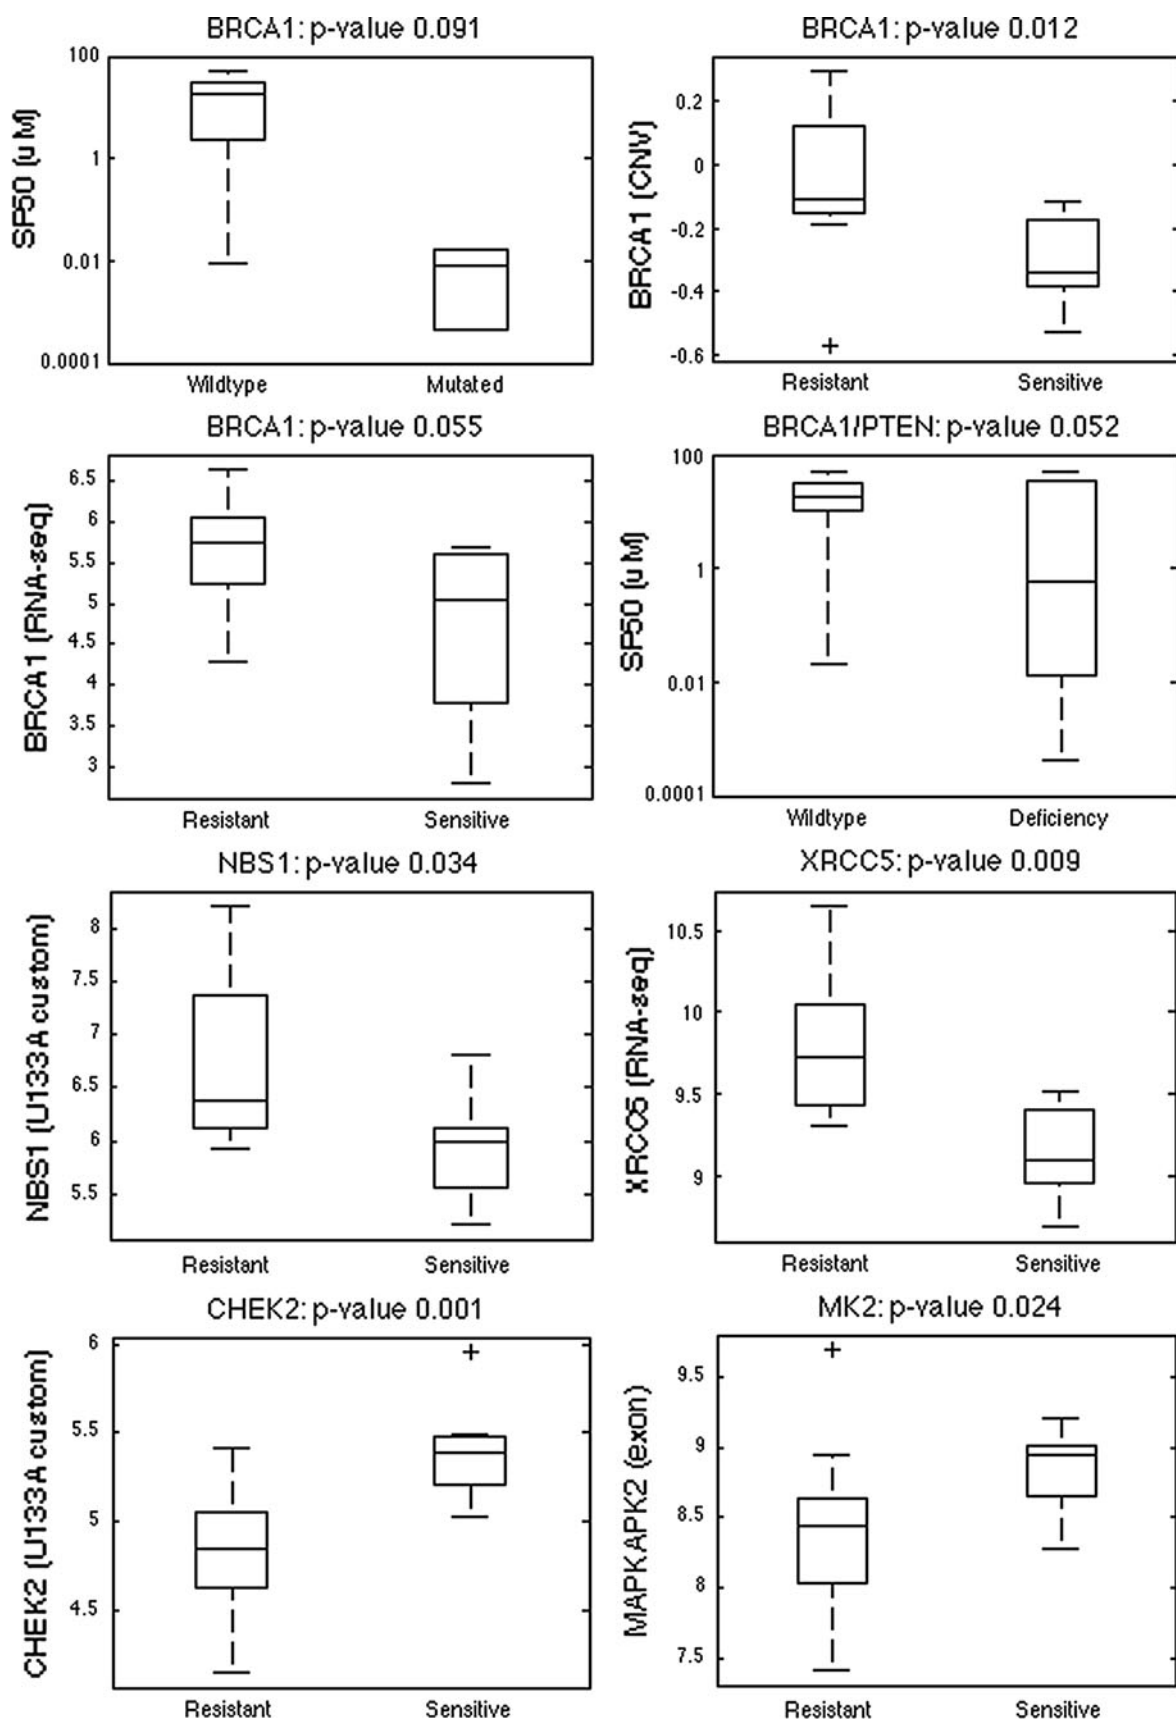 BRCA1: p-value 0.091
SP50 (u M)
100
1
0.01
0.0001
Wildtype
Mutated
BRCA1: p-value 0.012
BRCA1 (CNV)
0.2
0
-0.2
-0.4
-0.6
Resistant
Sensitive
BRCA1: p-value 0.055
BRCA1 (RNA-seq)
6.5
6
5.5
5
4.5
4
3.5
3
Resistant
Sensitive
BRCA1/PTEN: p-value 0.052
SP50 (u M)
100
1
0.01
0.0001
Wildtype
Deficiency
NBS1: p-value 0.034
NBS1 (U133A custom)
8
7.5
7
6.5
6
5.5
Resistant
Sensitive
XRCC5: p-value 0.009
XRCC5 (RNA-seq)
10.5
10
9.5
9
Resistant
Sensitive
CHEK2: p-value 0.001
CHEK2 (U133A custom)
6
5.5
5
4.5
Resistant
Sensitive
MK2: p-value 0.024
MAPKAPK2 (exon)
9.5
9
8.5
8
7.5
Resistant
Sensitive